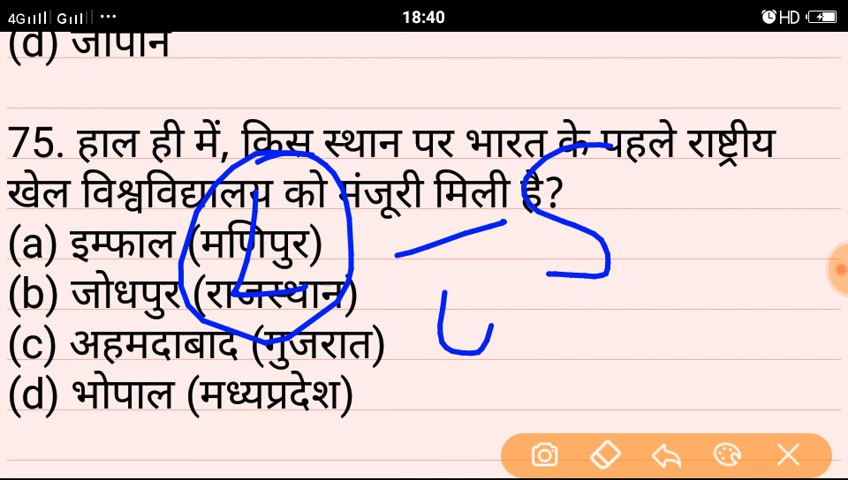 4G G ... 18:40 HD
(d) जापान
75. हाल ही में, किस स्थान पर भारत के पहले राष्ट्रीय
खेल विश्वविद्यालय को मंजूरी मिली है?
(a) इम्फाल (मणिपुर)
(b) जोधपुर (राजस्थान)
(c) अहमदाबाद (गुजरात)
(d) भोपाल (मध्यप्रदेश)